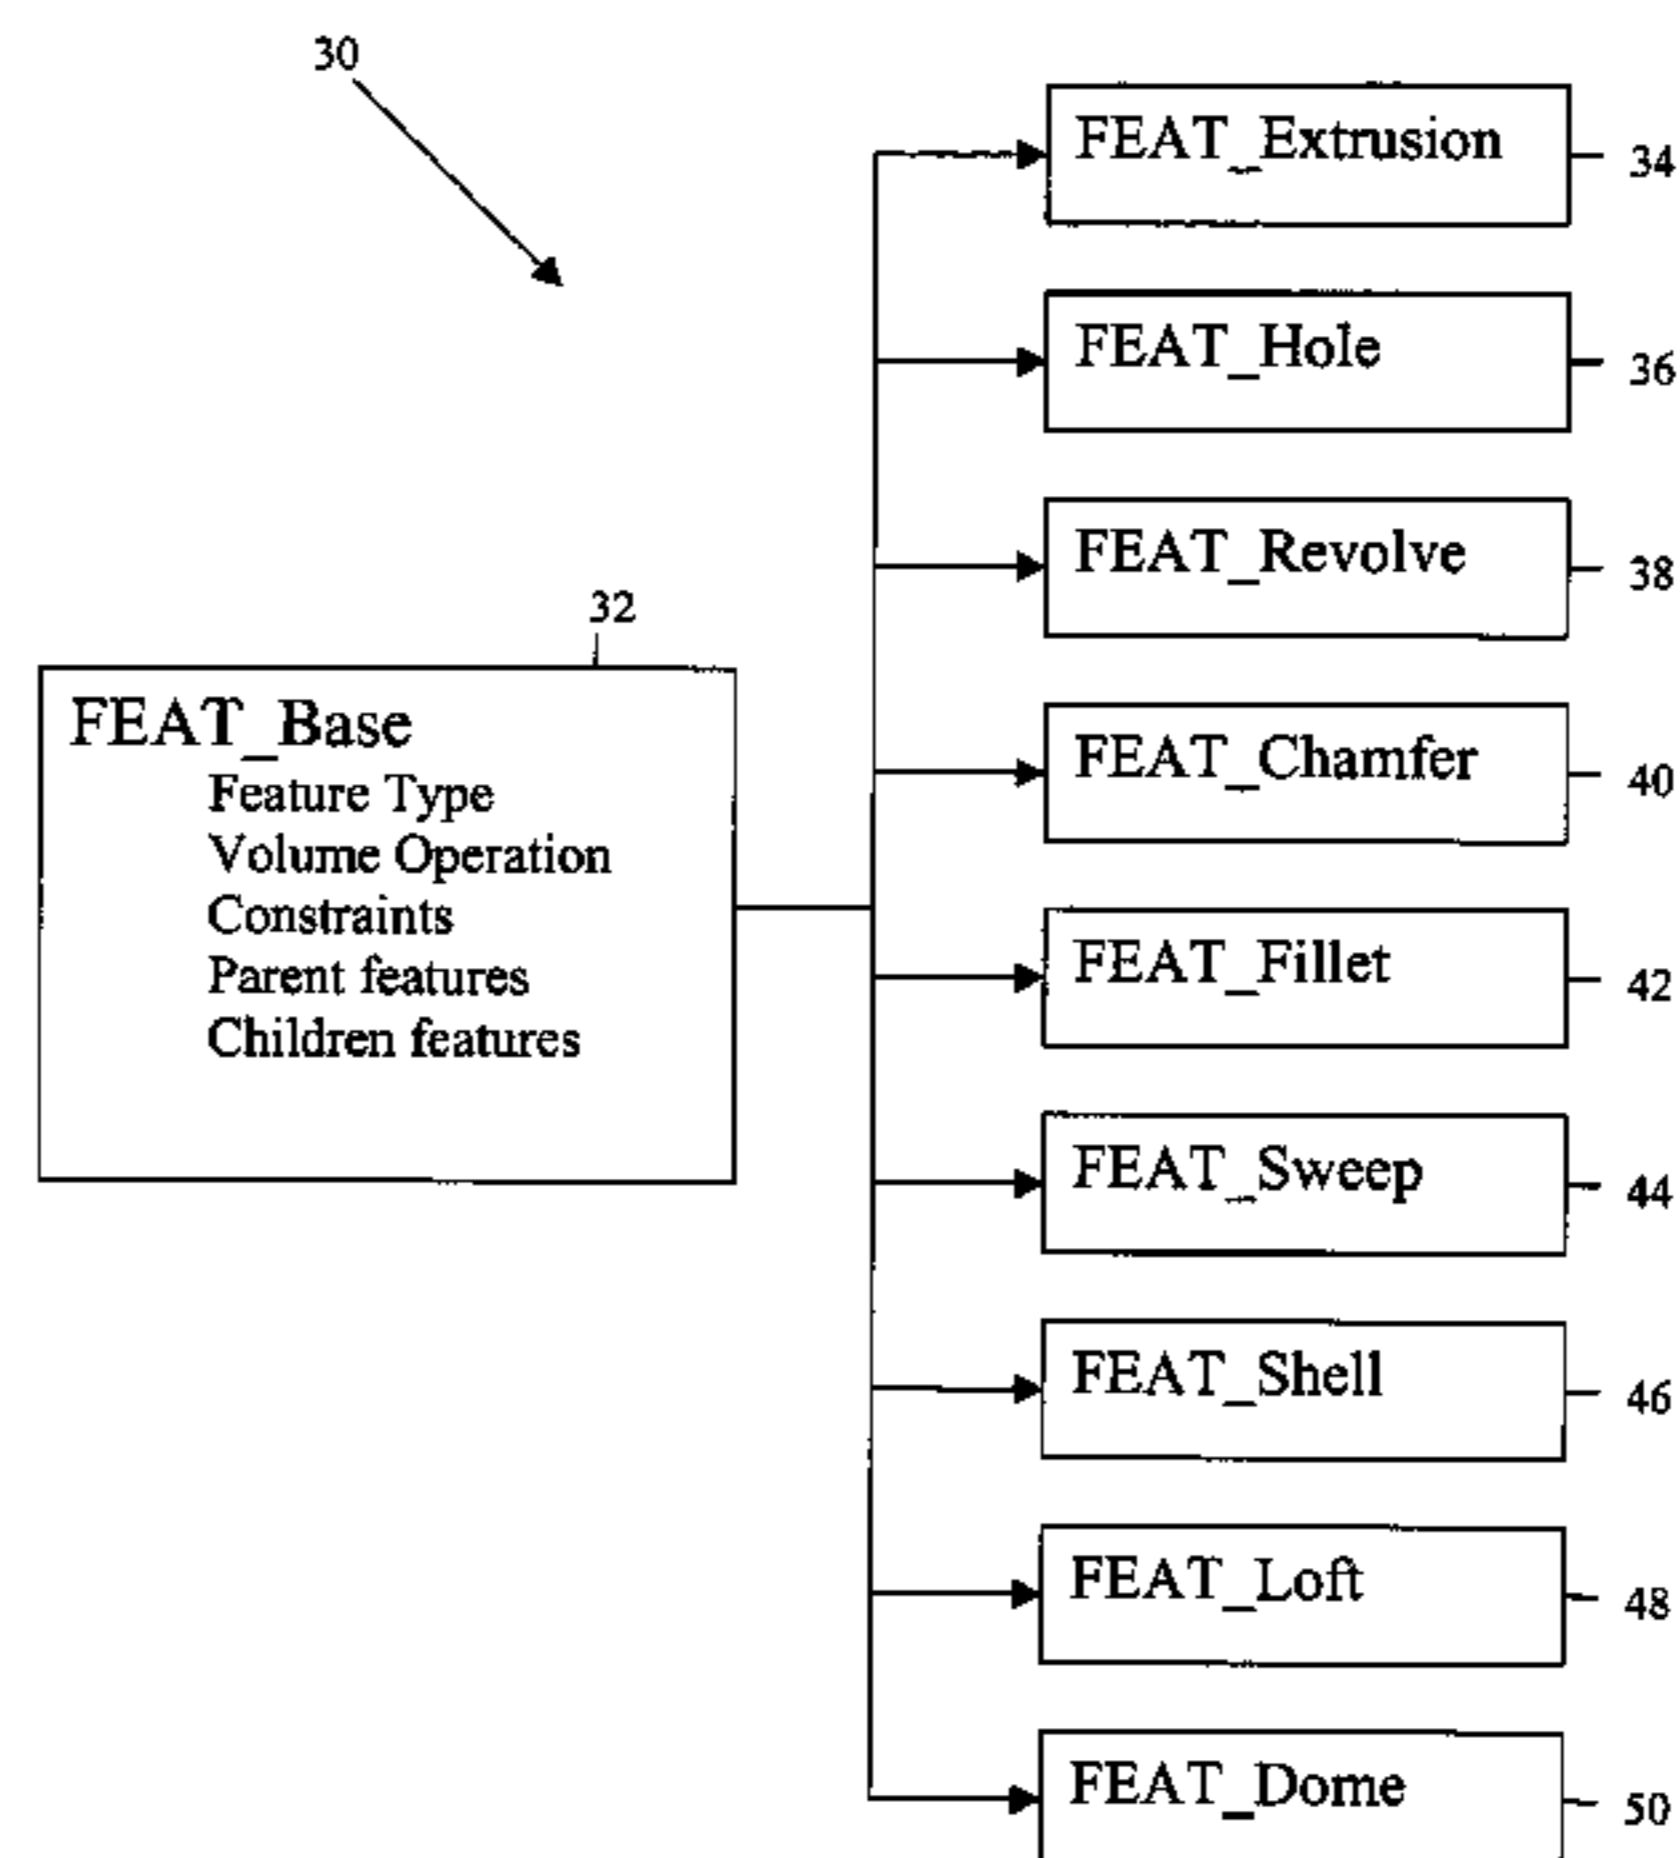 30
FEAT_Extrusion
34
FEAT_Hole
36
FEAT_Revolve
38
32
FEAT_Base
Feature Type
Volume Operation
Constraints
Parent features
Children features
FEAT_Chamfer
40
FEAT_Fillet
42
FEAT_Sweep
44
FEAT_Shell
46
FEAT_Loft
48
FEAT_Dome
50